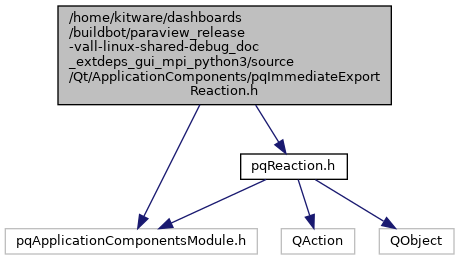 /home/kitware/dashboards
/buildbot/paraview_release
-vall-linux-shared-debug_doc
_extdeps_gui_mpi_python3/source
/Qt/ApplicationComponents/pqImmediateExport
Reaction.h
pqReaction.h
pqApplicationComponentsModule.h
QAction
QObject